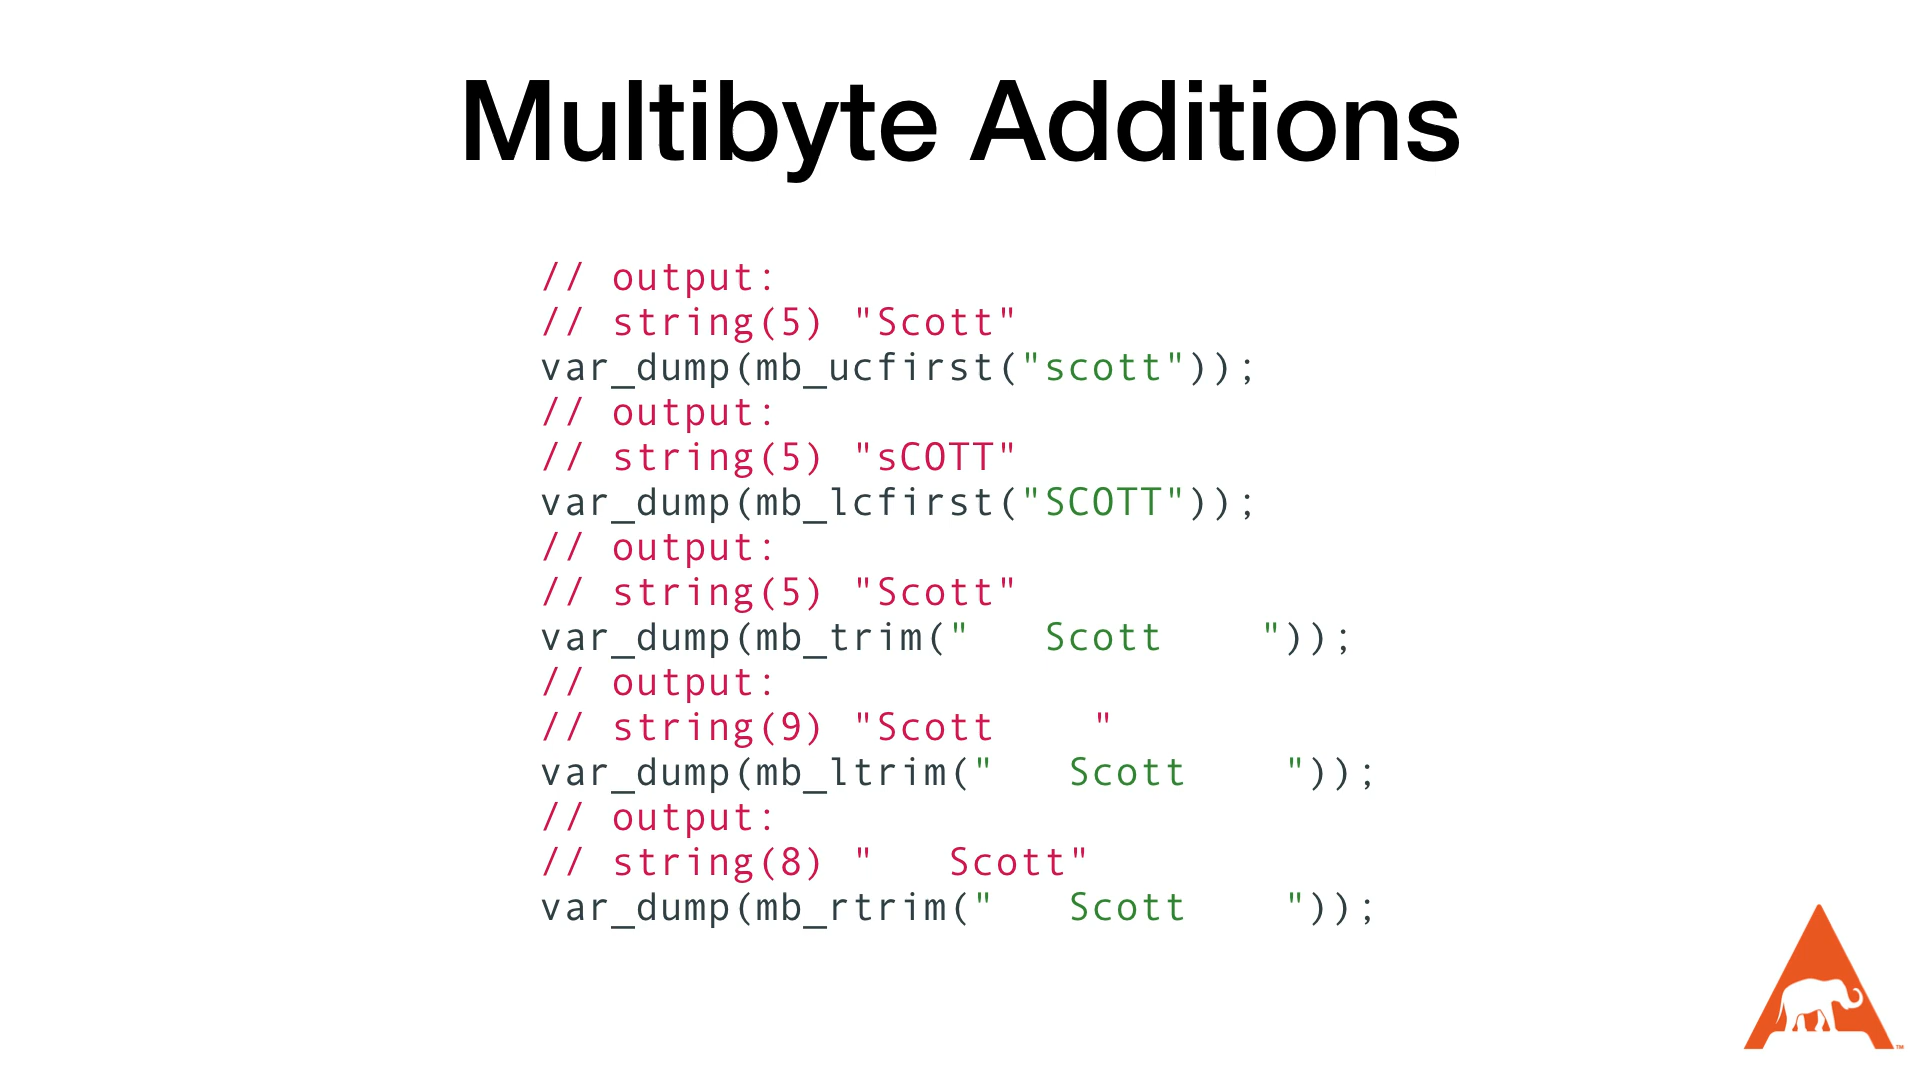 Multibyte Additions
// output:
// string(5) "Scott"
var_dump(mb_ucfirst("scott"));
// output:
// string(5) "sCOTT"
var_dump(mb_lcfirst("SCOTT"));
// output:
// string(5) "Scott"
var_dump(mb_trim("   Scott    "));
// output:
// string(9) "Scott    "
var_dump(mb_ltrim("   Scott    "));
// output:
// string(8) "   Scott"
var_dump(mb_rtrim("   Scott    "));
™